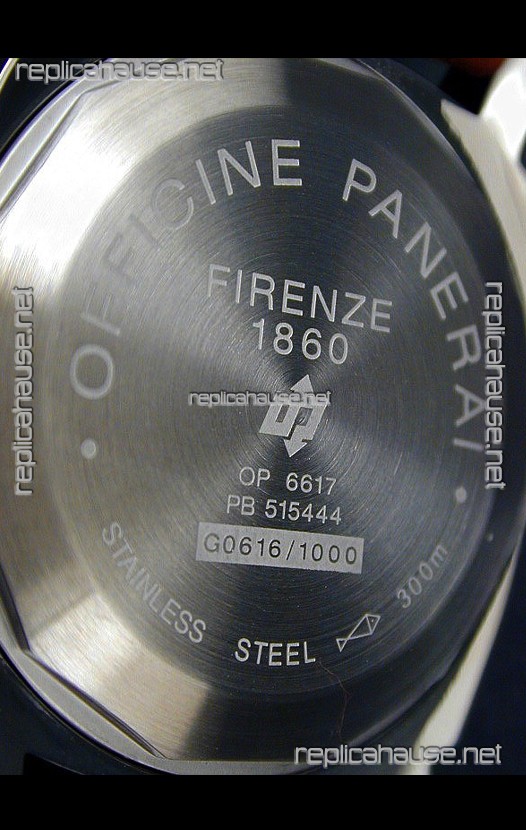 replicahause.net
OFFICINE PANERAI
FIRENZE
1860
replicahause.net
replicahause.net
replicahause.net
OP
OP 6617
PB 515444
G0616/1000
STAINLESS STEEL 300m
replicahause.net